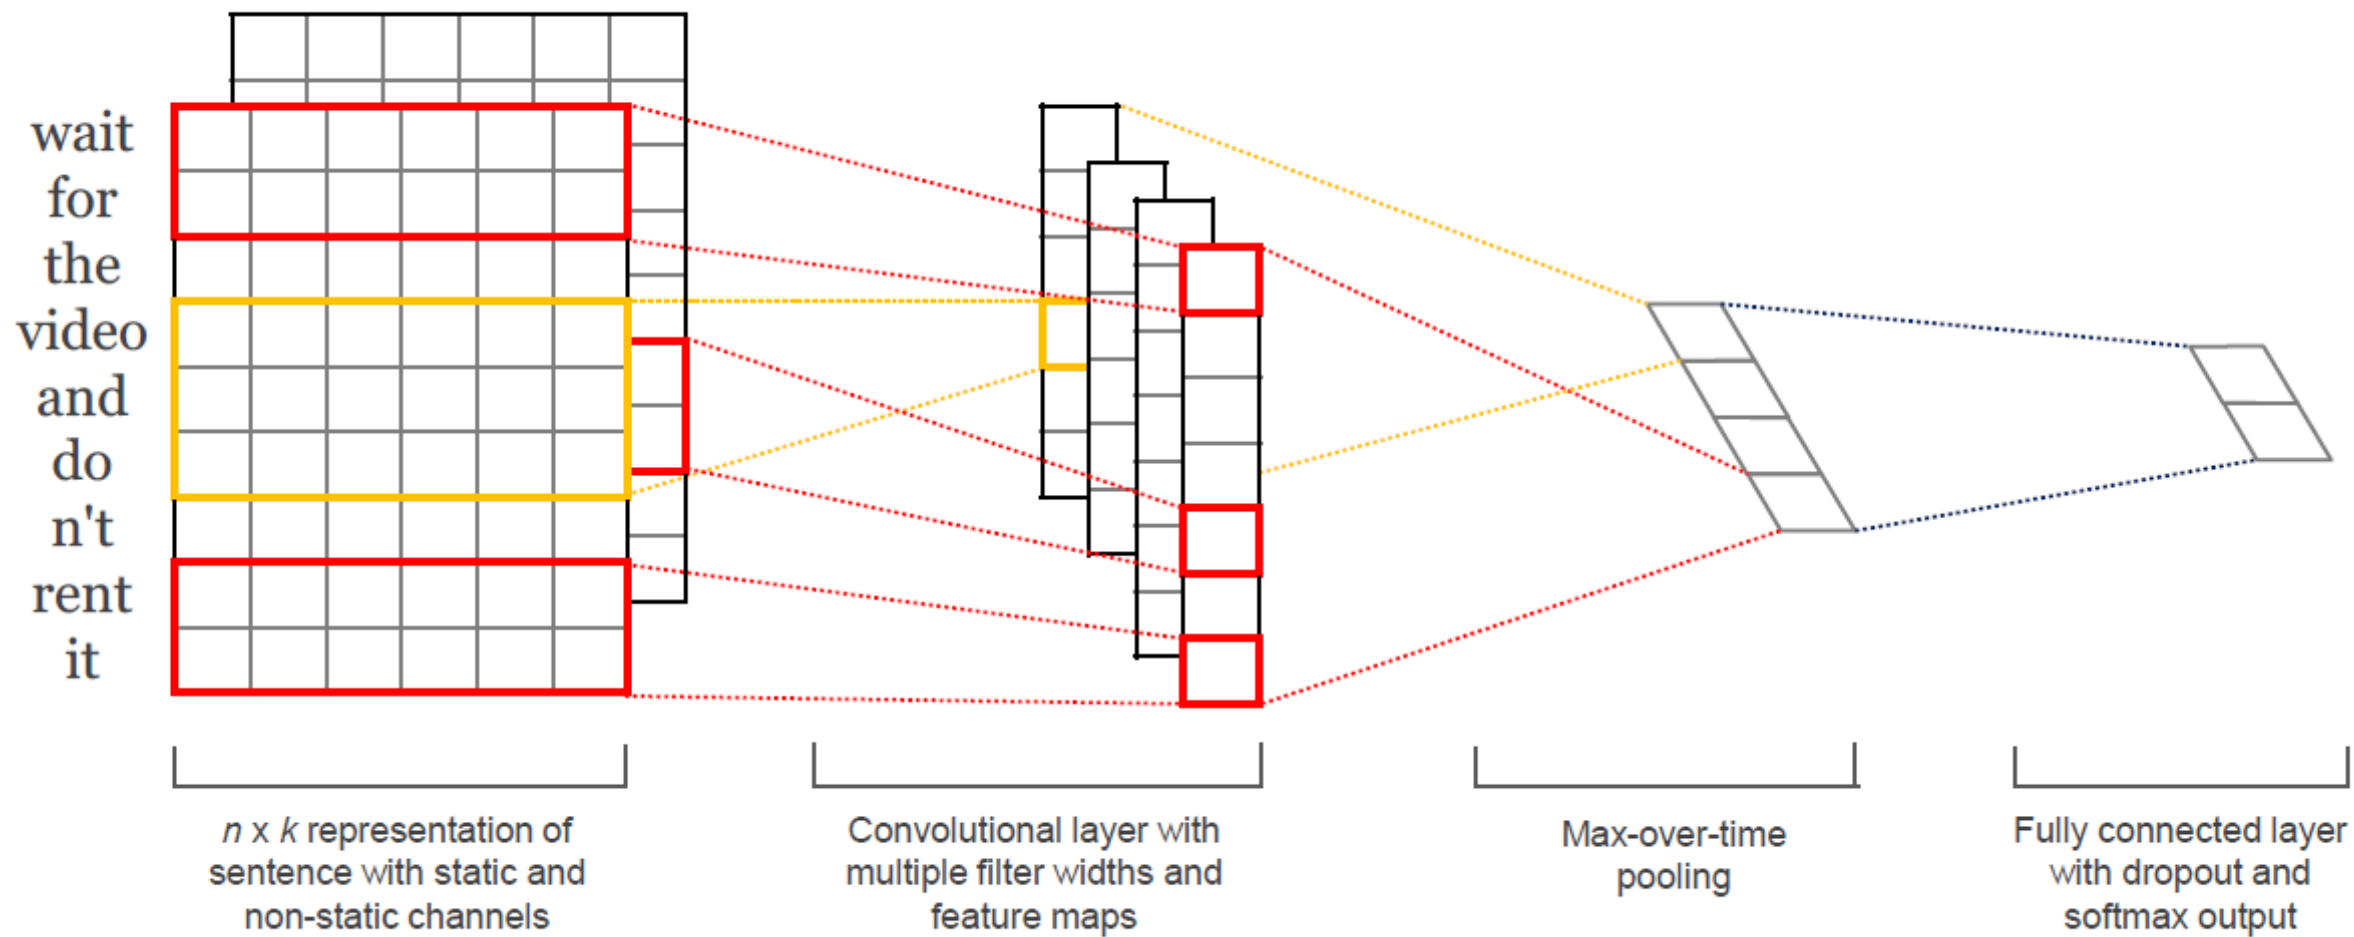 wait
for
the
video
and
do
n't
rent
it
n x k representation of
sentence with static and
non-static channels
Convolutional layer with
multiple filter widths and
feature maps
Max-over-time
pooling
Fully connected layer
with dropout and
softmax output